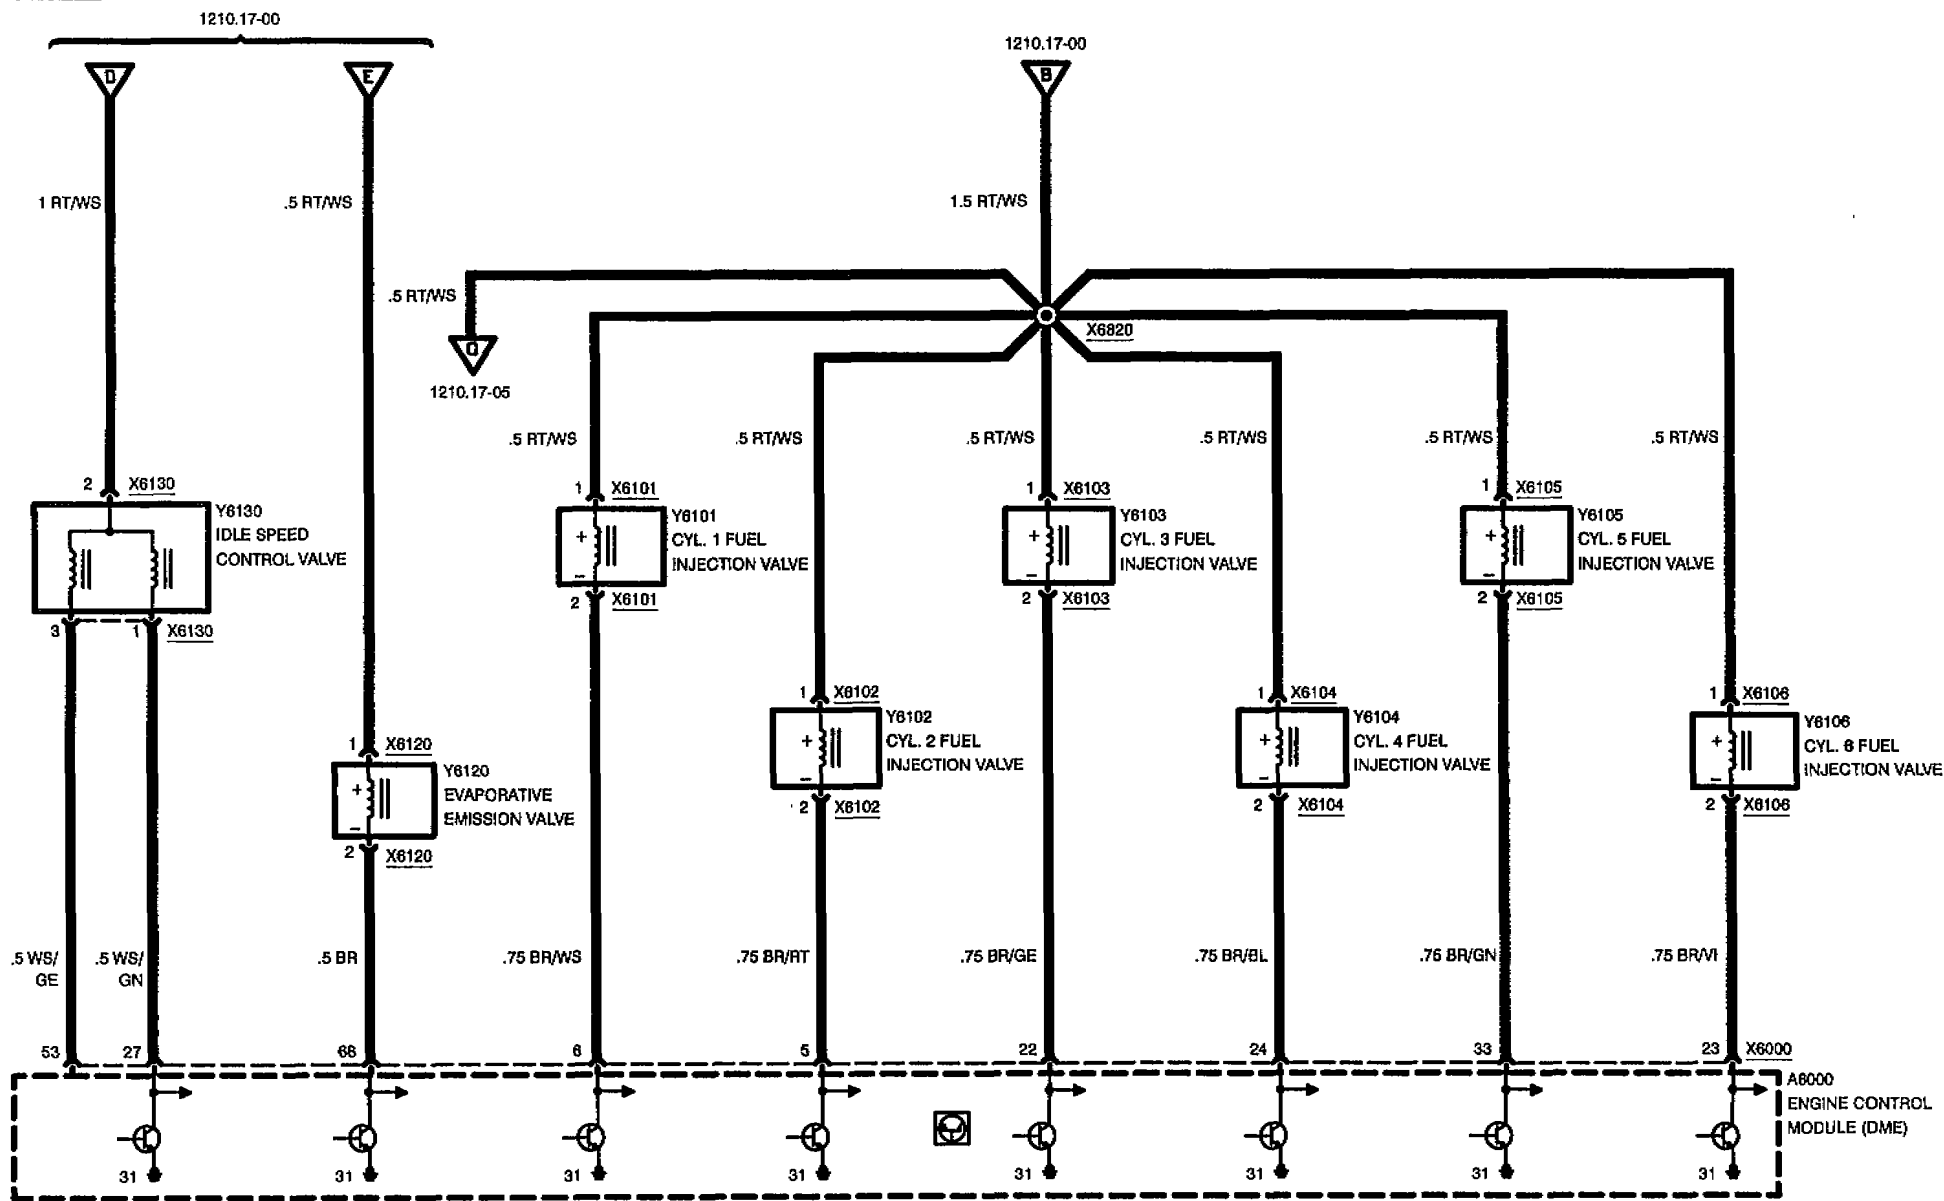 1210.17-00
1210.17-00
D
E
B
1 RT/WS
.5 RT/WS
1.5 RT/WS
.5 RT/WS
X6820
1210.17-05
.5 RT/WS
.5 RT/WS
.5 RT/WS
.5 RT/WS
.5 RT/WS
.5 RT/WS
2 X6130
Y6130
IDLE SPEED
CONTROL VALVE
3 1 X6130
1 X6101
Y6101
CYL. 1 FUEL
INJECTION VALVE
+
–
2 X6101
1 X6103
Y6103
CYL. 3 FUEL
INJECTION VALVE
+
–
2 X6103
1 X6105
Y6105
CYL. 5 FUEL
INJECTION VALVE
+
–
2 X6105
1 X6102
Y6102
CYL. 2 FUEL
INJECTION VALVE
+
–
2 X6102
1 X6104
Y6104
CYL. 4 FUEL
INJECTION VALVE
+
–
2 X6104
1 X6106
Y6106
CYL. 6 FUEL
INJECTION VALVE
+
–
2 X6106
1 X6120
Y6120
EVAPORATIVE
EMISSION VALVE
+
–
2 X6120
.5 WS/
GE
.5 WS/
GN
.5 BR
.75 BR/WS
.75 BR/RT
.75 BR/GE
.75 BR/BL
.75 BR/GN
.75 BR/VI
53 27 68 6 5 22 24 33 23 X6000
A6000
ENGINE CONTROL
MODULE (DME)
31 31 31 31 31 31 31 31